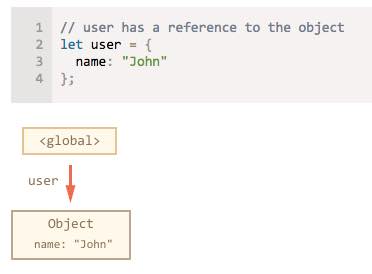 1 // user has a reference to the object
2 let user = {
3   name: "John"
4 };
<global>
user
Object
name: "John"